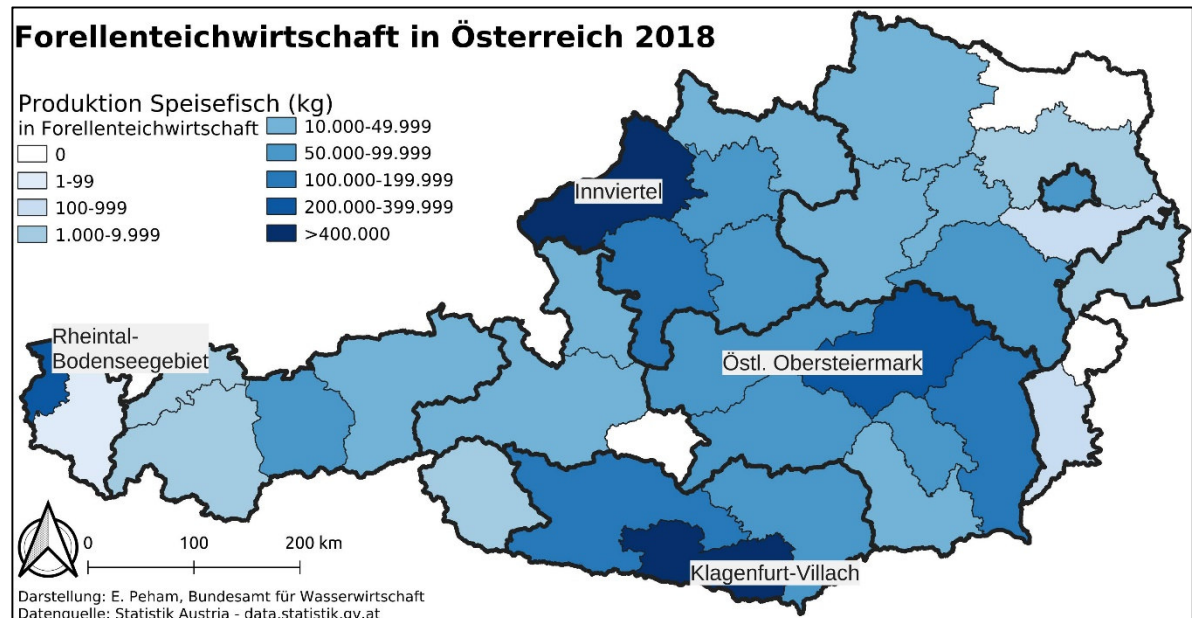 Forellenteichwirtschaft in Österreich 2018
Produktion Speisefisch (kg)
in Forellenteichwirtschaft
0
1-99
100-999
1.000-9.999
10.000-49.999
50.000-99.999
100.000-199.999
200.000-399.999
>400.000
Innviertel
Rheintal-
Bodenseegebiet
Östl. Obersteiermark
Klagenfurt-Villach
0 100 200 km
Darstellung: E. Peham, Bundesamt für Wasserwirtschaft
Datenquelle: Statistik Austria - data.statistik.gv.at